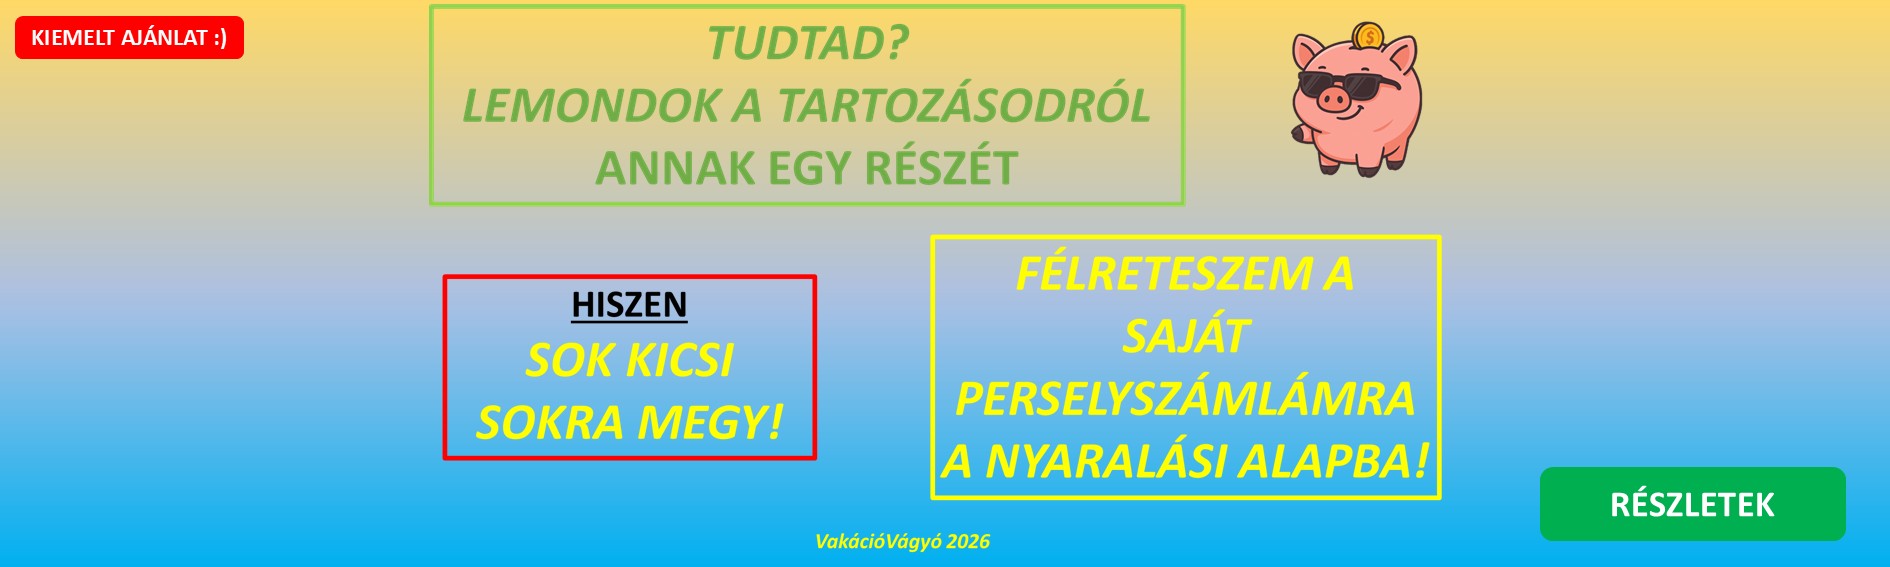 KIEMELT AJÁNLAT :)
TUDTAD?
LEMONDOK A TARTOZÁSODRÓL
ANNAK EGY RÉSZÉT
$
HISZEN
SOK KICSI
SOKRA MEGY!
FÉLRETESZEM A
SAJÁT
PERSELYSZÁMLÁMRA
A NYARALÁSI ALAPBA!
RÉSZLETEK
VakációVágyó 2026